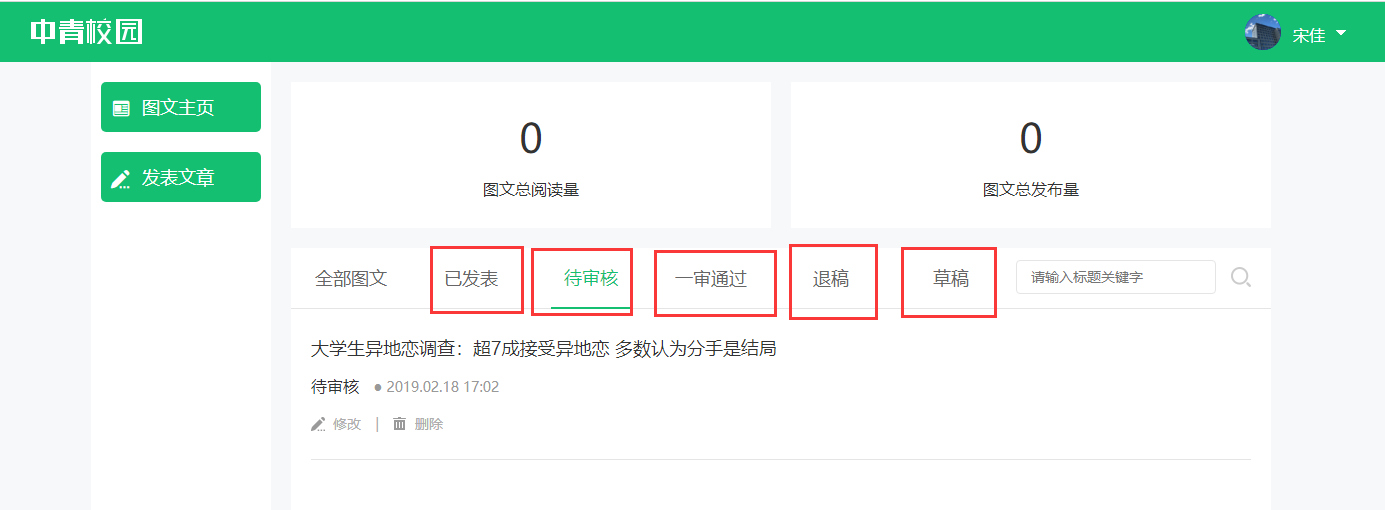 中青校园
宋佳
图文主页
发表文章
0
图文总阅读量
0
图文总发布量
全部图文 已发表 待审核 一审通过 退稿 草稿 请输入标题关键字
大学生异地恋调查：超7成接受异地恋 多数认为分手是结局
待审核 ● 2019.02.18 17:02
修改 | 删除